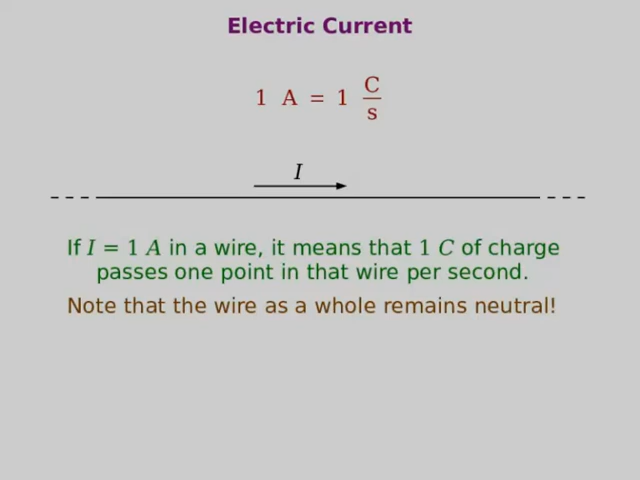 Electric Current
1 A = 1 C/s
I
If I = 1 A in a wire, it means that 1 C of charge
passes one point in that wire per second.
Note that the wire as a whole remains neutral!